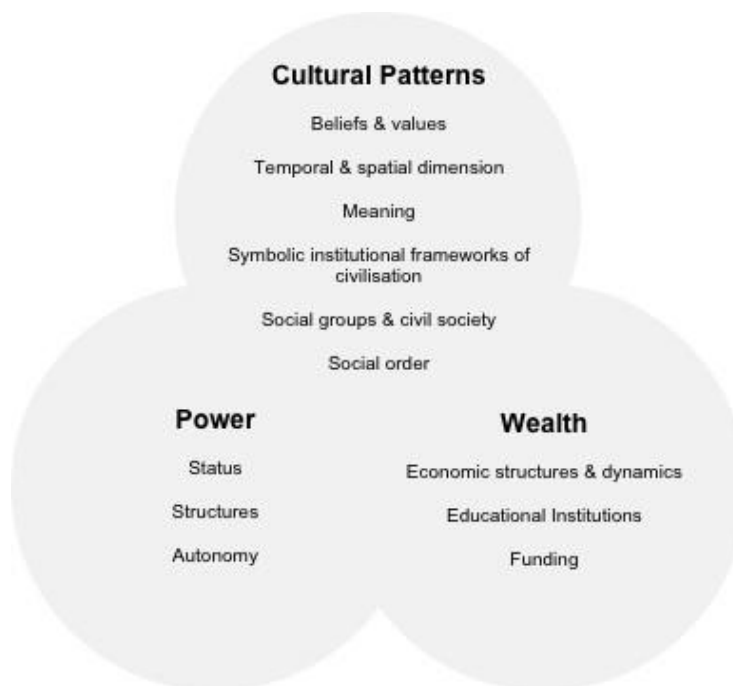 Cultural Patterns
Beliefs & values
Temporal & spatial dimension
Meaning
Symbolic institutional frameworks of
civilisation
Social groups & civil society
Social order
Power
Status
Structures
Autonomy
Wealth
Economic structures & dynamics
Educational Institutions
Funding